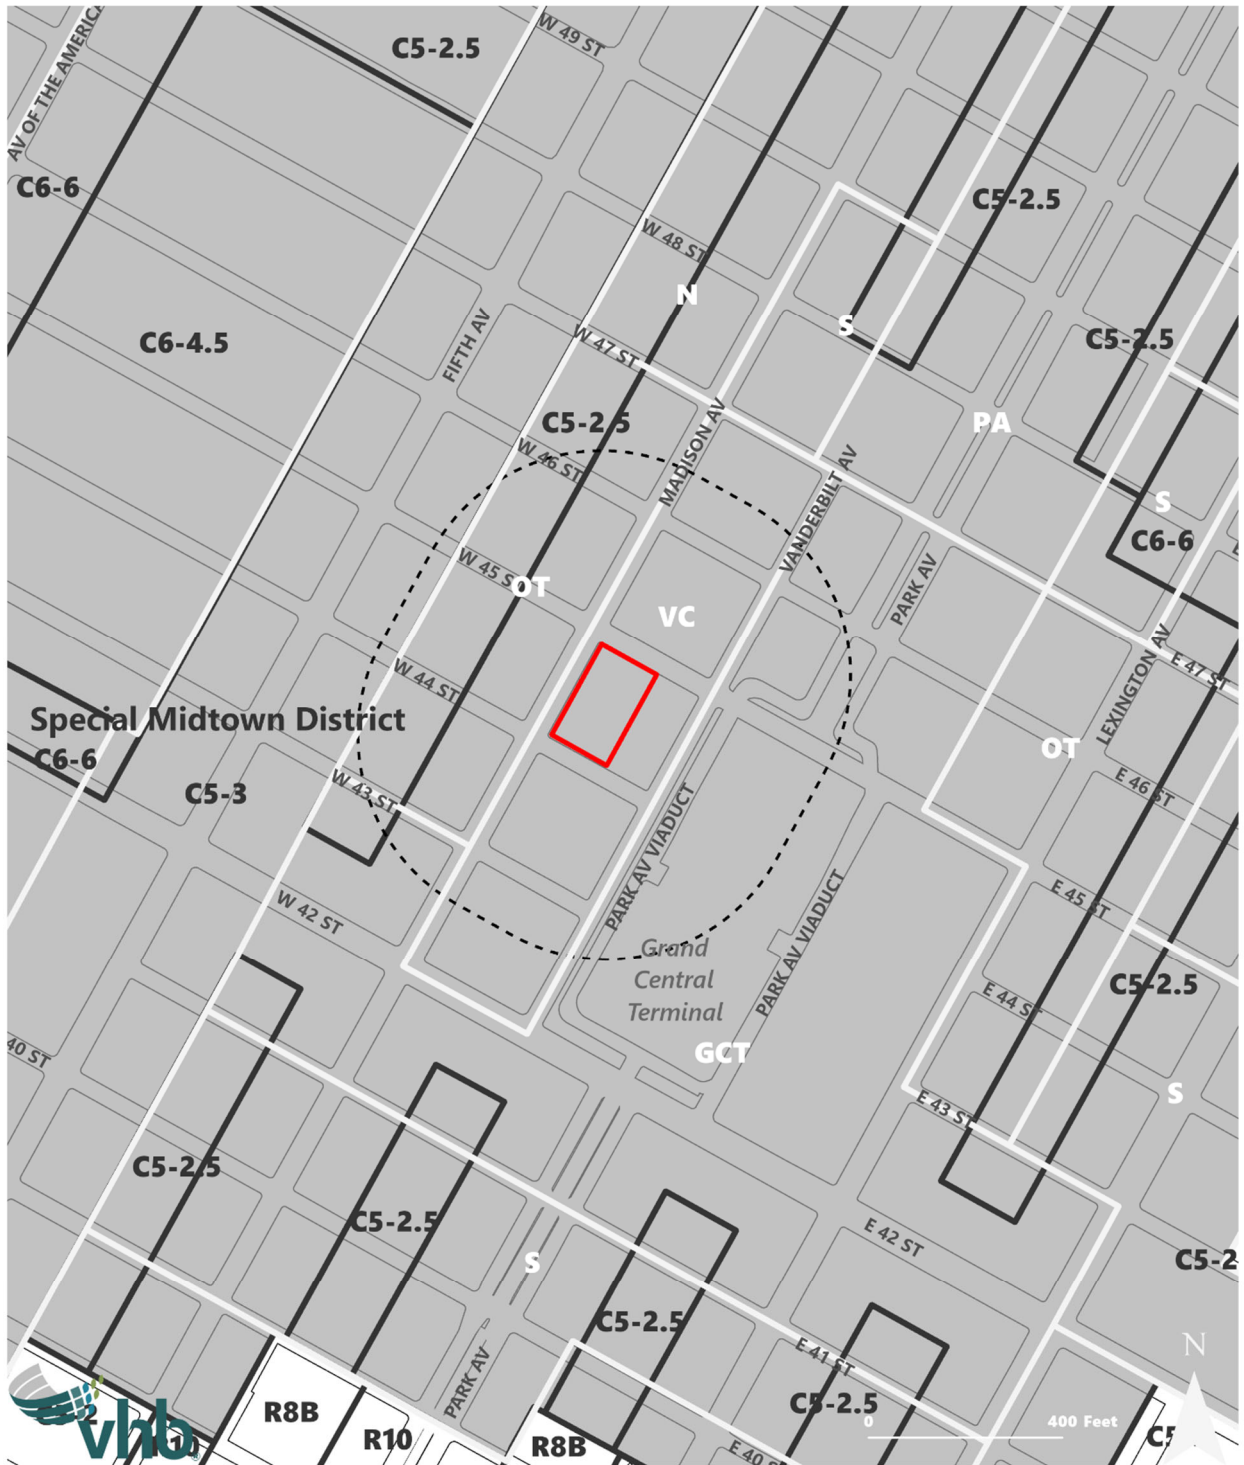 W 49 ST
C5-2.5
AV OF THE AMERICA
C6-6
C5-2.5
W 48 ST
N
S
C6-4.5
FIFTH AV
W 47 ST
C5-2.5
C5-2.5
MADISON AV
PA
W 46 ST
VANDERBILT AV
S
C6-6
W 45 S
OT
PARK AV
VC
E 47 ST
LEXINGTON AV
W 44 ST
Special Midtown District
C6-6
OT
W 43 ST
C5-3
E 46 ST
PARK AV VIADUCT
PARK AV VIADUCT
E 45 ST
W 42 ST
Grand
Central
Terminal
C5-2.5
E 44 S
40 ST
GCT
S
E 43 ST
C5-2.5
C5-2.5
E 42 ST
S
C5-2
C5-2.5
N
E 41 ST
PARK AV
C5-2.5
0
400 Feet
R8B
R10
R8B
E 40
C5
vhb